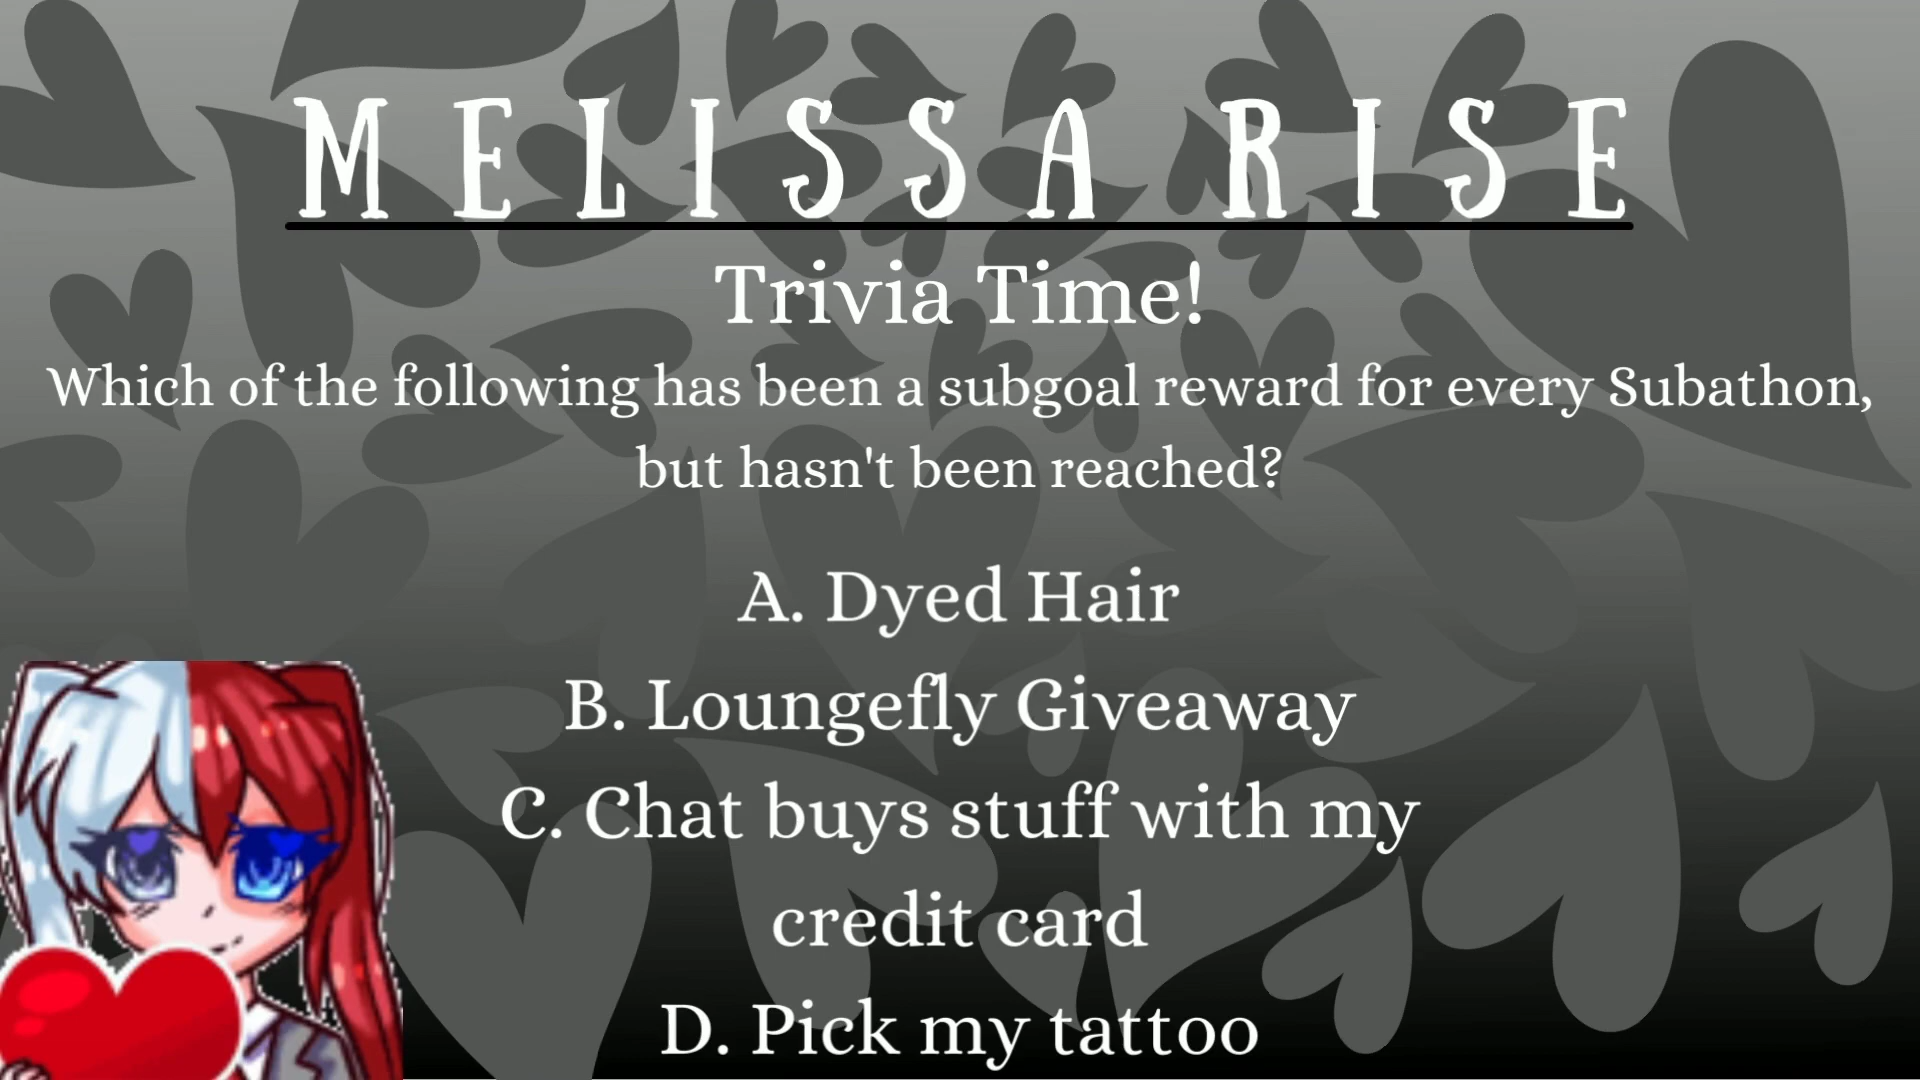 MELISSA RISE
Trivia Time!
Which of the following has been a subgoal reward for every Subathon,
but hasn't been reached?
A. Dyed Hair
B. Loungefly Giveaway
C. Chat buys stuff with my
credit card
D. Pick my tattoo